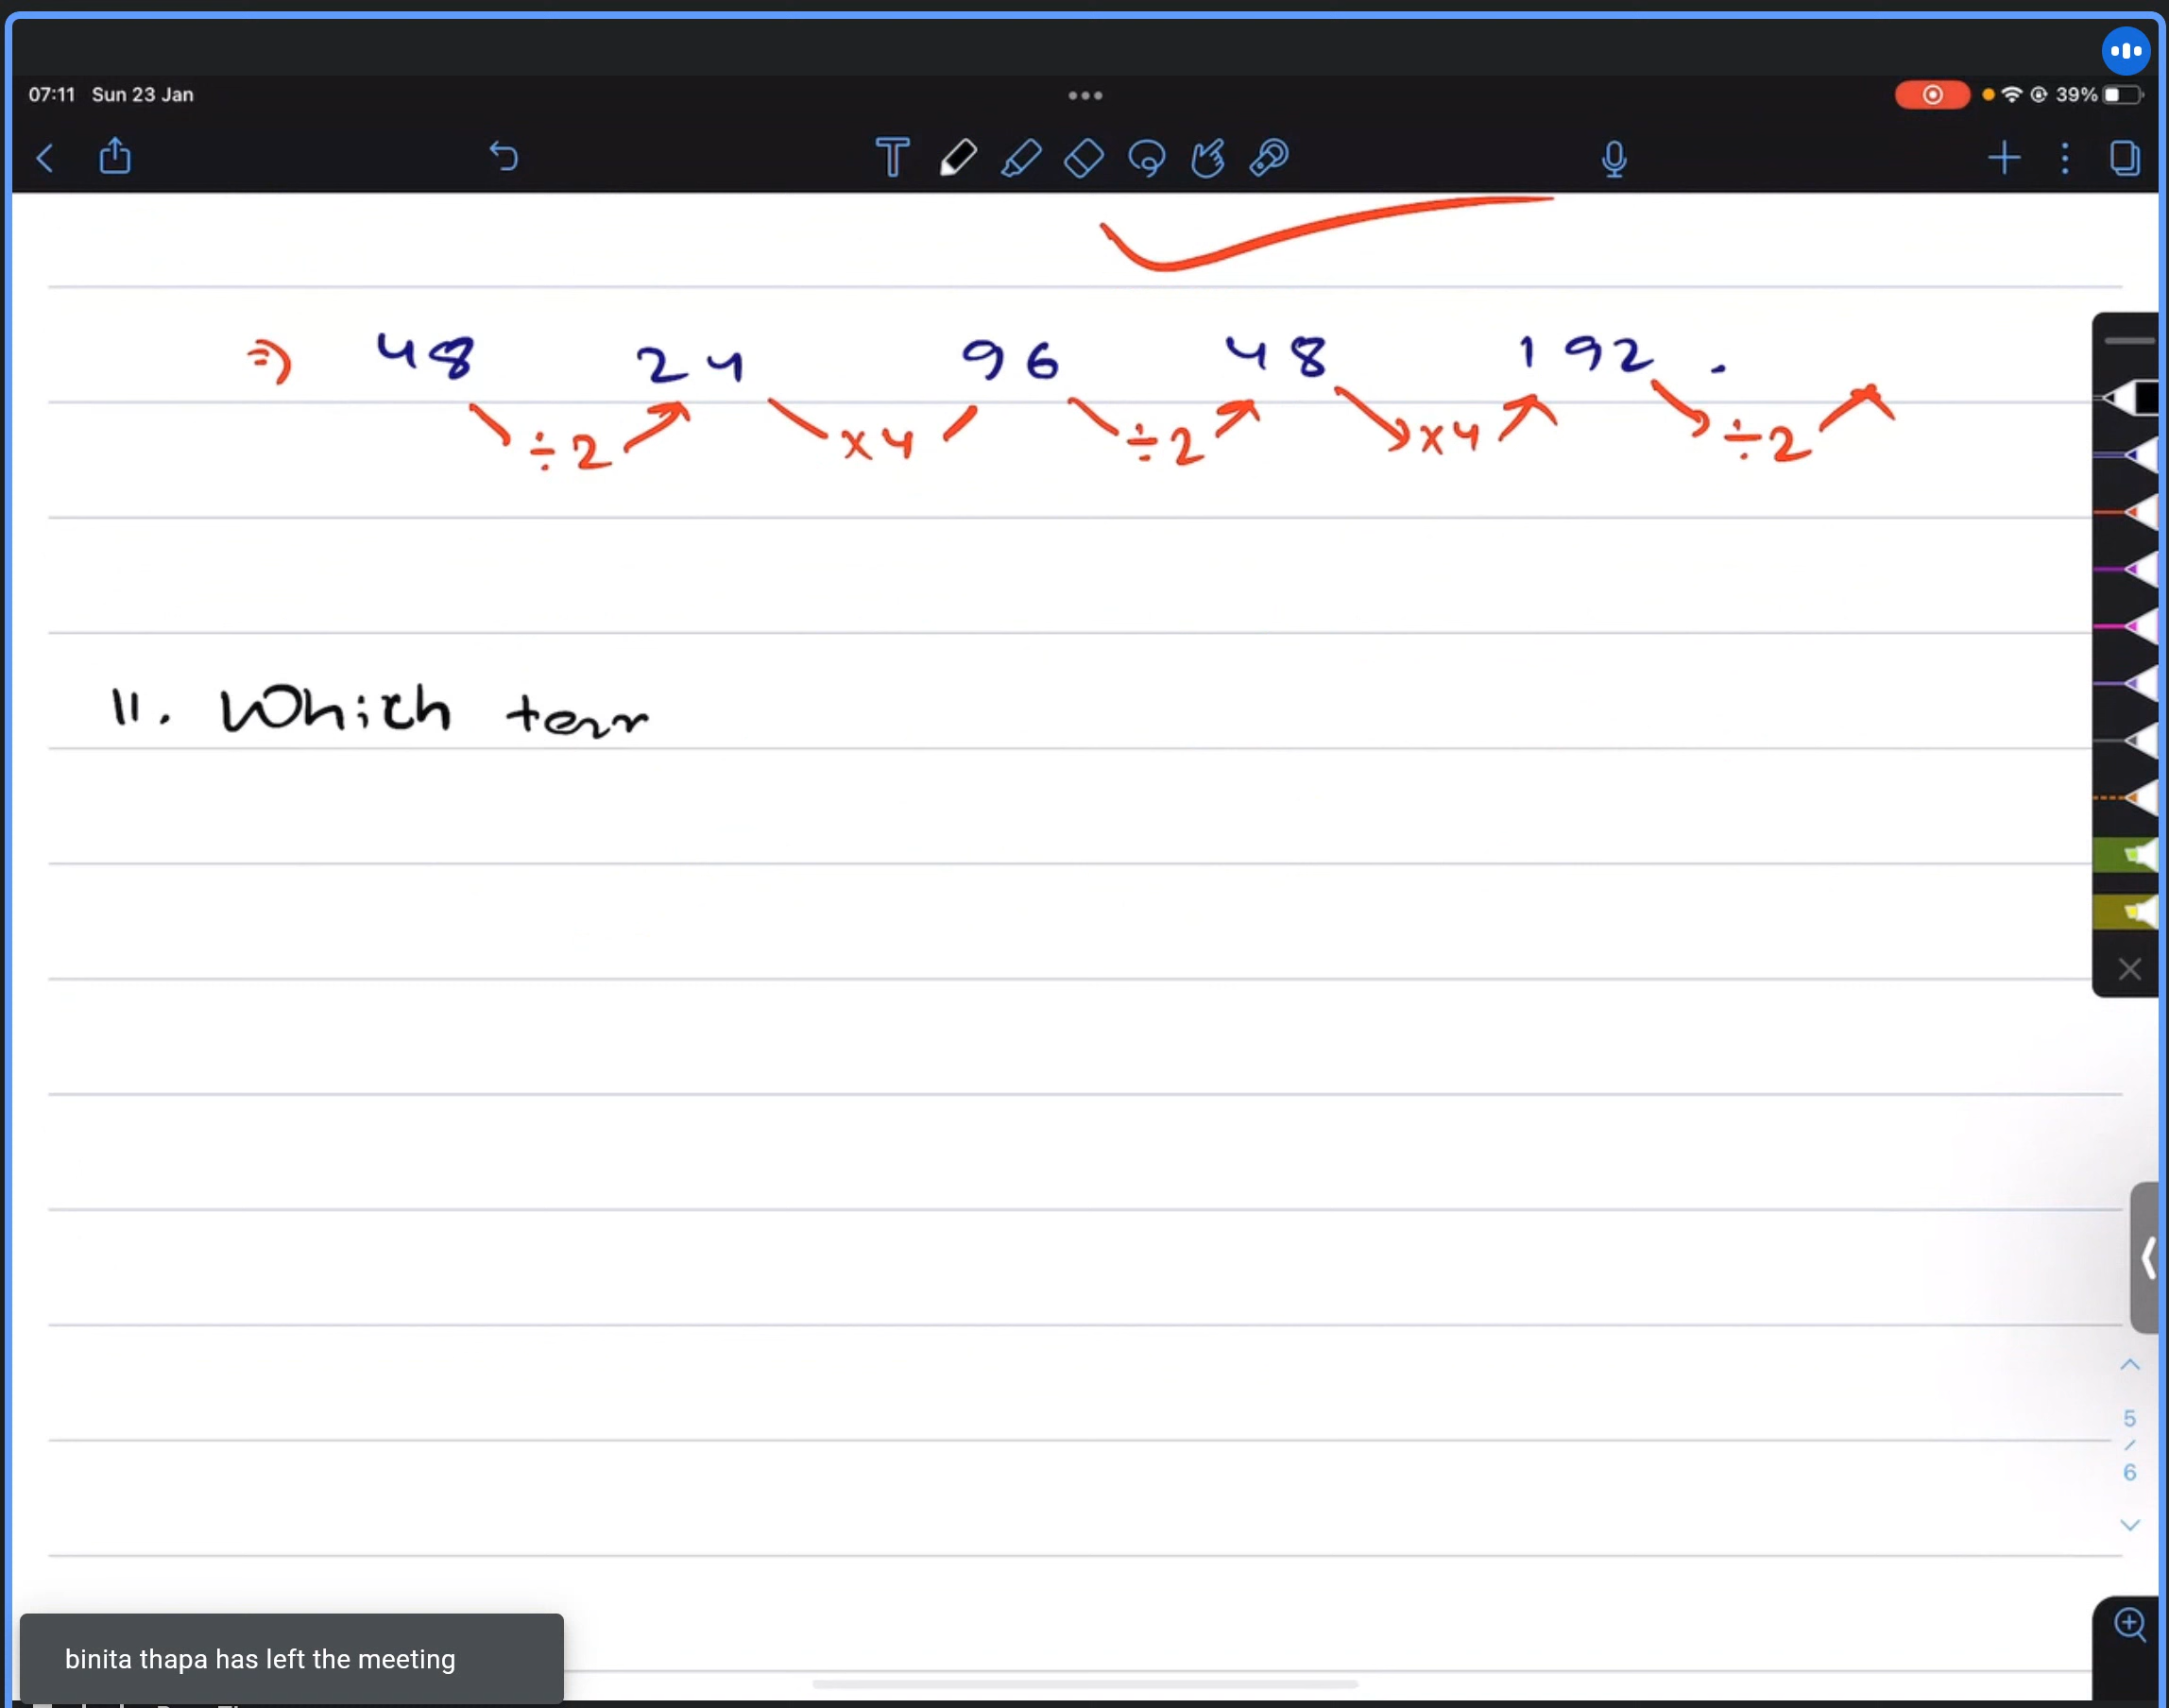 07:11 Sun 23 Jan
39%
⇒ 48 24 96 48 192 .
÷2 ×4 ÷2 ×4 ÷2
11. Which terr
5
/
6
binita thapa has left the meeting